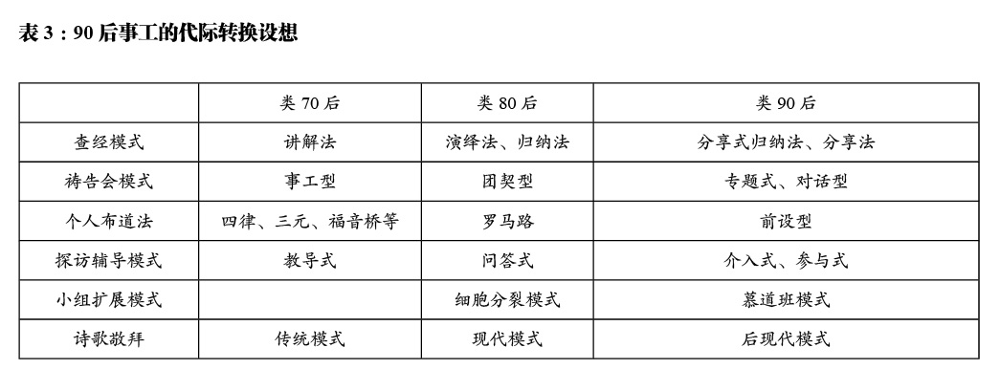 表 3：90 后事工的代际转换设想
类 70 后 类 80 后 类 90 后
查经模式 讲解法 演绎法、归纳法 分享式归纳法、分享法
祷告会模式 事工型 团契型 专题式、对话型
个人布道法 四律、三元、福音桥等 罗马路 前设型
探访辅导模式 教导式 问答式 介入式、参与式
小组扩展模式 细胞分裂模式 慕道班模式
诗歌敬拜 传统模式 现代模式 后现代模式